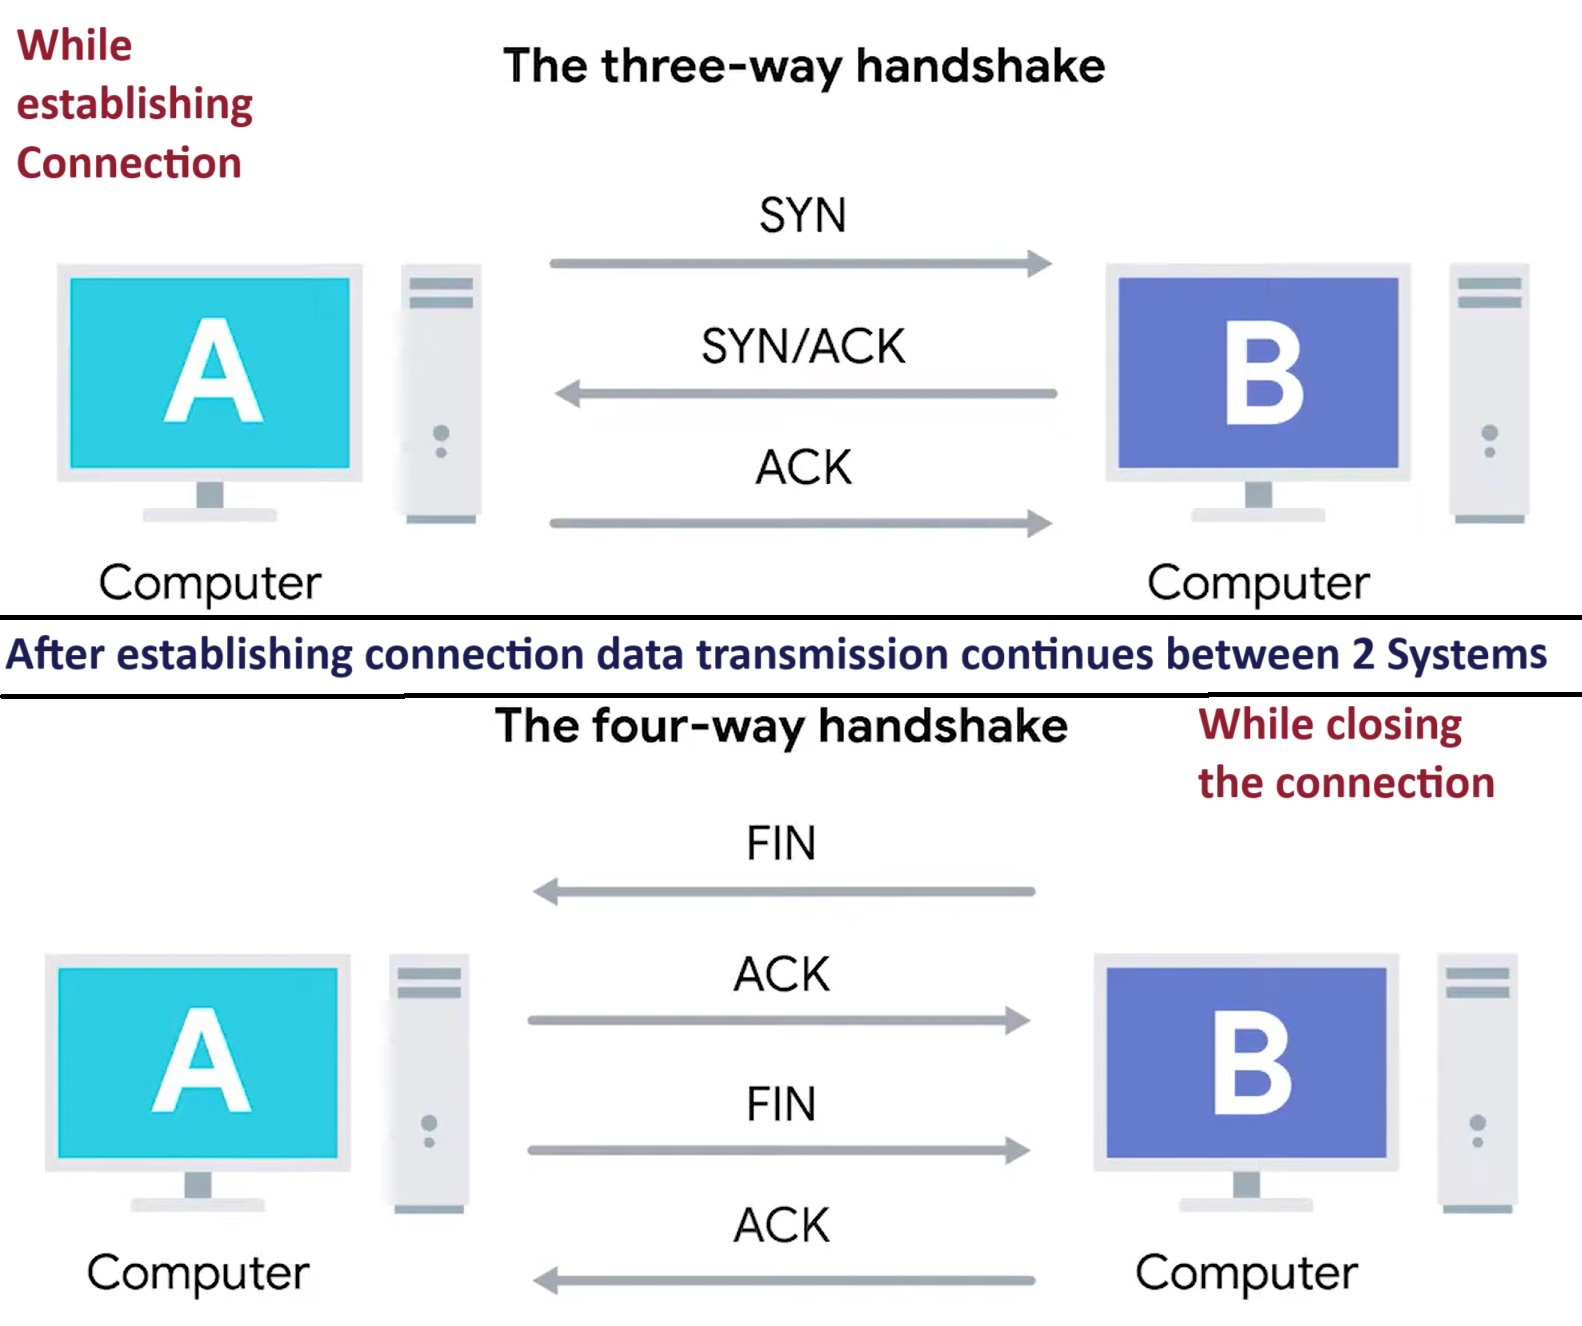 While
establishing
Connection
The three-way handshake
SYN
A
SYN/ACK
B
ACK
Computer
Computer
After establishing connection data transmission continues between 2 Systems
The four-way handshake
While closing
the connection
FIN
ACK
A
B
FIN
ACK
Computer
Computer